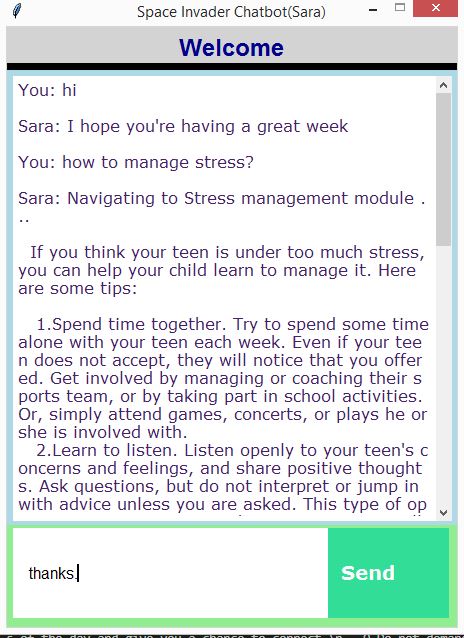 Space Invader Chatbot(Sara)
Welcome
You: hi
Sara: I hope you're having a great week
You: how to manage stress?
Sara: Navigating to Stress management module .
..
If you think your teen is under too much stress,
you can help your child learn to manage it. Here
are some tips:
1.Spend time together. Try to spend some time
alone with your teen each week. Even if your tee
n does not accept, they will notice that you offer
ed. Get involved by managing or coaching their s
ports team, or by taking part in school activities.
Or, simply attend games, concerts, or plays he or
she is involved with.
2.Learn to listen. Listen openly to your teen's c
oncerns and feelings, and share positive thought
s. Ask questions, but do not interpret or jump in
with advice unless you are asked. This type of op
thanks.
Send